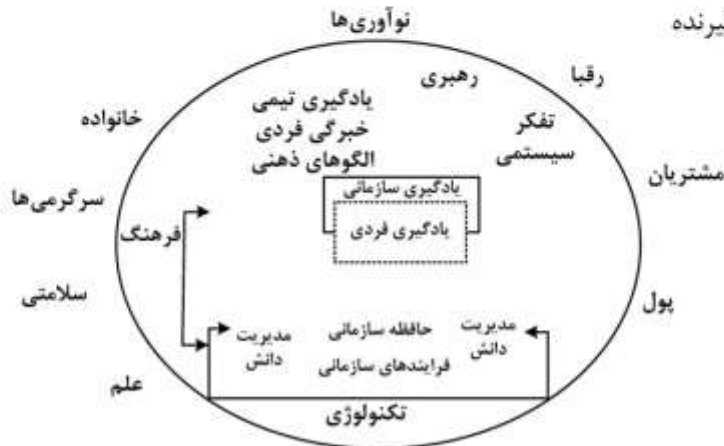 نوآوری‌ها
رقبا
رهبری
یادگیری تیمی
خبرگی فردی
الگوهای ذهنی
تفکر
سیستمی
خانواده
مشتریان
یادگیری سازمانی
یادگیری فردی
سرگرمی‌ها
فرهنگ
سلامتی
پول
مدیریت
دانش
حافظه سازمانی
فرایندهای سازمانی
مدیریت
دانش
علم
تکنولوژی